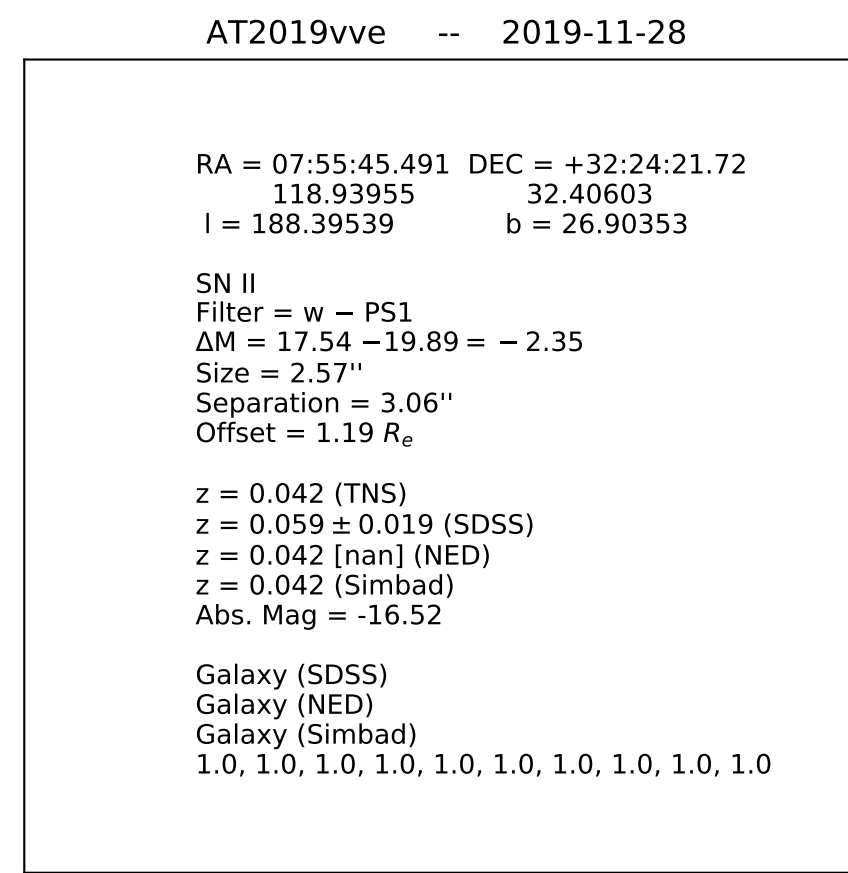 AT2019vve -- 2019-11-28
RA = 07:55:45.491 DEC = +32:24:21.72
118.93955 32.40603
l = 188.39539 b = 26.90353
SN II
Filter = w − PS1
ΔM = 17.54 −19.89 = − 2.35
Size = 2.57''
Separation = 3.06''
Offset = 1.19 Re
z = 0.042 (TNS)
z = 0.059 ± 0.019 (SDSS)
z = 0.042 [nan] (NED)
z = 0.042 (Simbad)
Abs. Mag = -16.52
Galaxy (SDSS)
Galaxy (NED)
Galaxy (Simbad)
1.0, 1.0, 1.0, 1.0, 1.0, 1.0, 1.0, 1.0, 1.0, 1.0